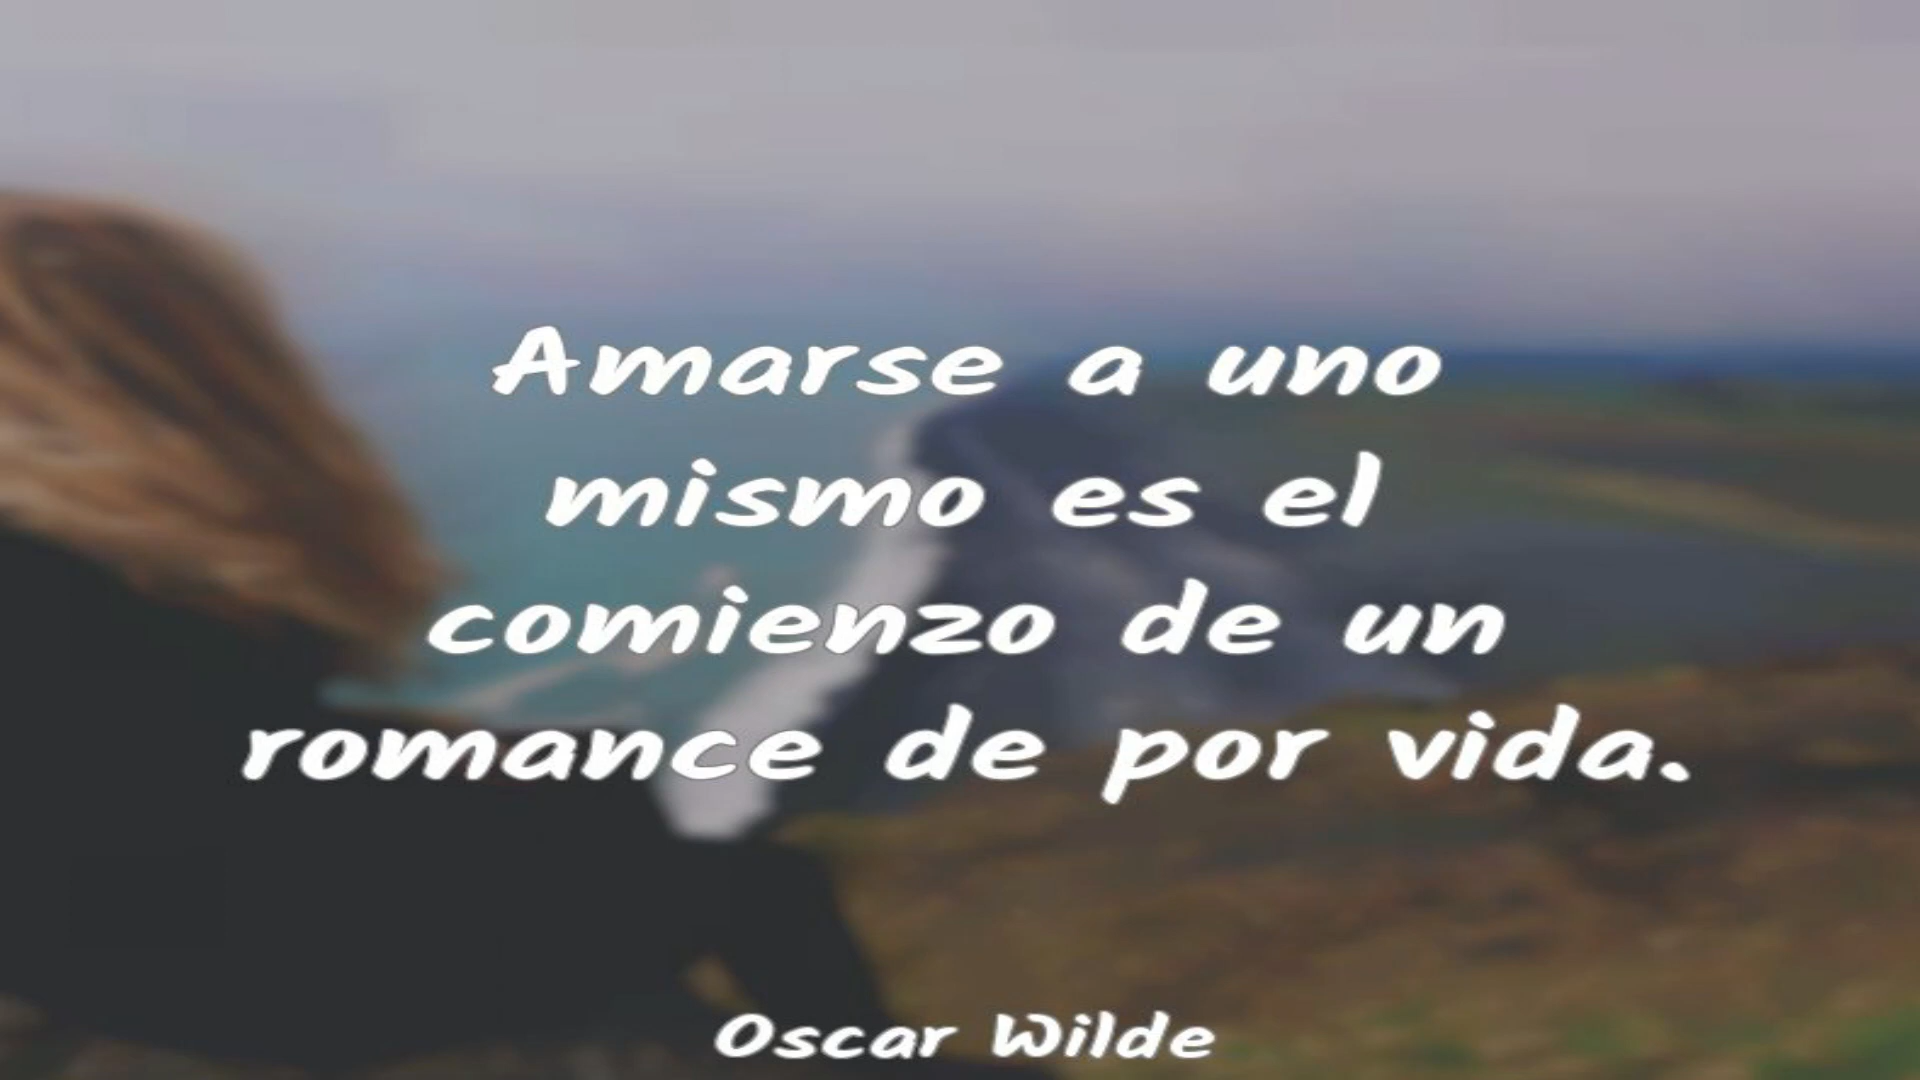 Amarse a uno
mismo es el
comienzo de un
romance de por vida.
Oscar Wilde